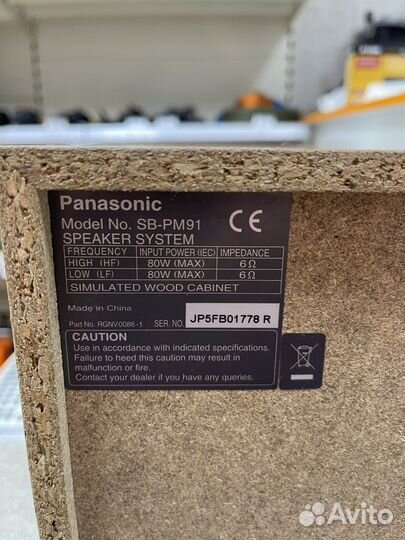 Panasonic
Model No. SB-PM91
SPEAKER SYSTEM
CE
FREQUENCY INPUT POWER (IEC) IMPEDANCE
HIGH (HF) 80W (MAX) 6Ω
LOW (LF) 80W (MAX) 6Ω
SIMULATED WOOD CABINET
Made in China
Part No. RGNV0086-1 SER. NO. JP5FB01778 R
CAUTION
Use in accordance with indicated specifications.
Failure to heed this caution may result in
malfunction or fire.
Contact your dealer if you have any questions.
Avito